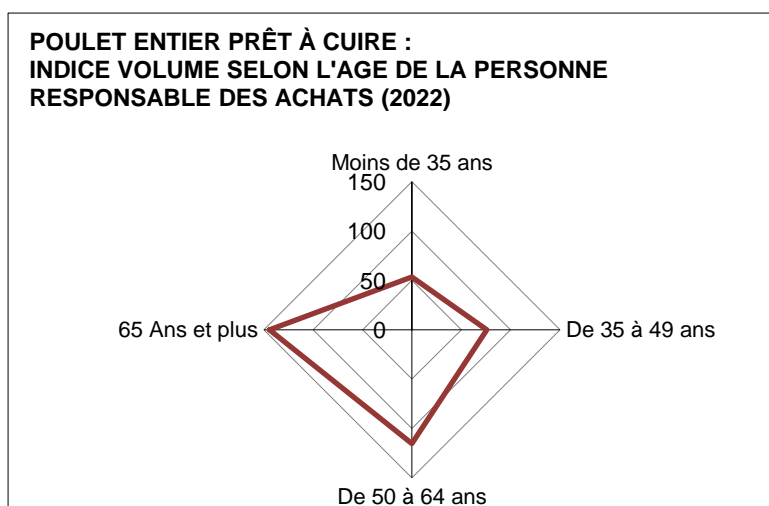 POULET ENTIER PRÊT À CUIRE :
INDICE VOLUME SELON L'AGE DE LA PERSONNE
RESPONSABLE DES ACHATS (2022)
Moins de 35 ans
150
100
50
65 Ans et plus
0
De 35 à 49 ans
De 50 à 64 ans